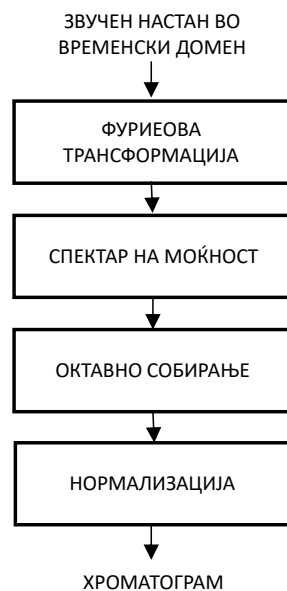 ЗВУЧЕН НАСТАН ВО
ВРЕМЕНСКИ ДОМЕН
ФУРИЕОВА
ТРАНСФОРМАЦИЈА
СПЕКТАР НА МОЌНОСТ
ОКТАВНО СОБИРАЊЕ
НОРМАЛИЗАЦИЈА
ХРОМАТОГРАМ